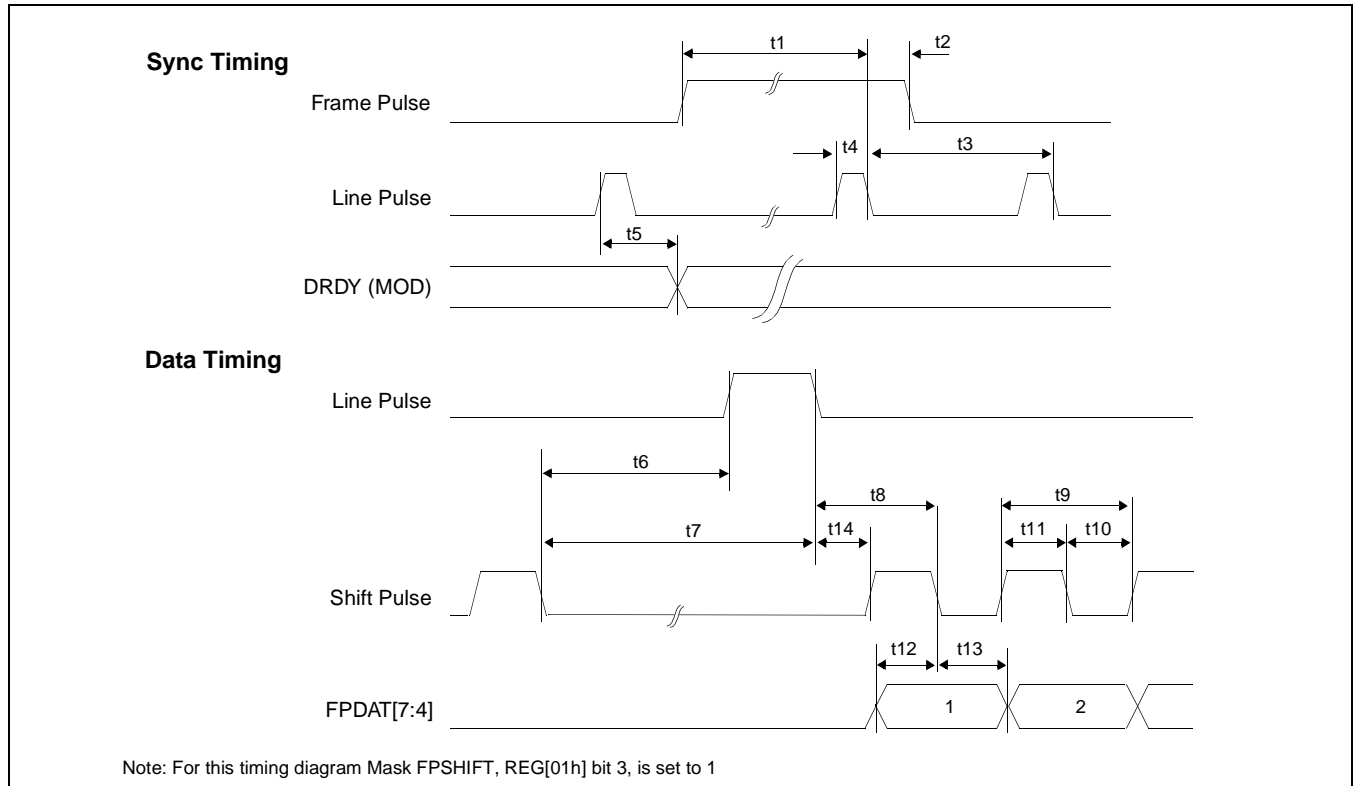 Sync Timing
t1
t2
Frame Pulse
t4
t3
Line Pulse
t5
DRDY (MOD)
Data Timing
Line Pulse
t6
t8
t9
t7
t14
t11
t10
Shift Pulse
t12
t13
FPDAT[7:4]
1
2
Note: For this timing diagram Mask FPSHIFT, REG[01h] bit 3, is set to 1